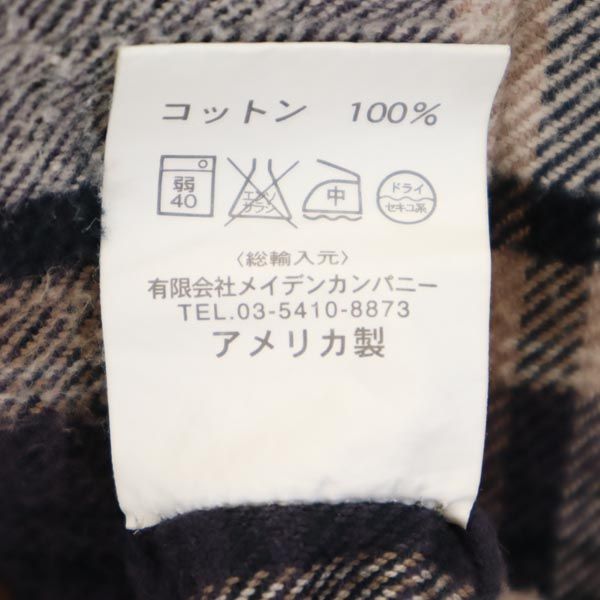 コットン 100%
弱 40 エンソ サラシ 中 ドライ セキユ系
〈総輸入元〉
有限会社メイデンカンパニー
TEL.03-5410-8873
アメリカ製